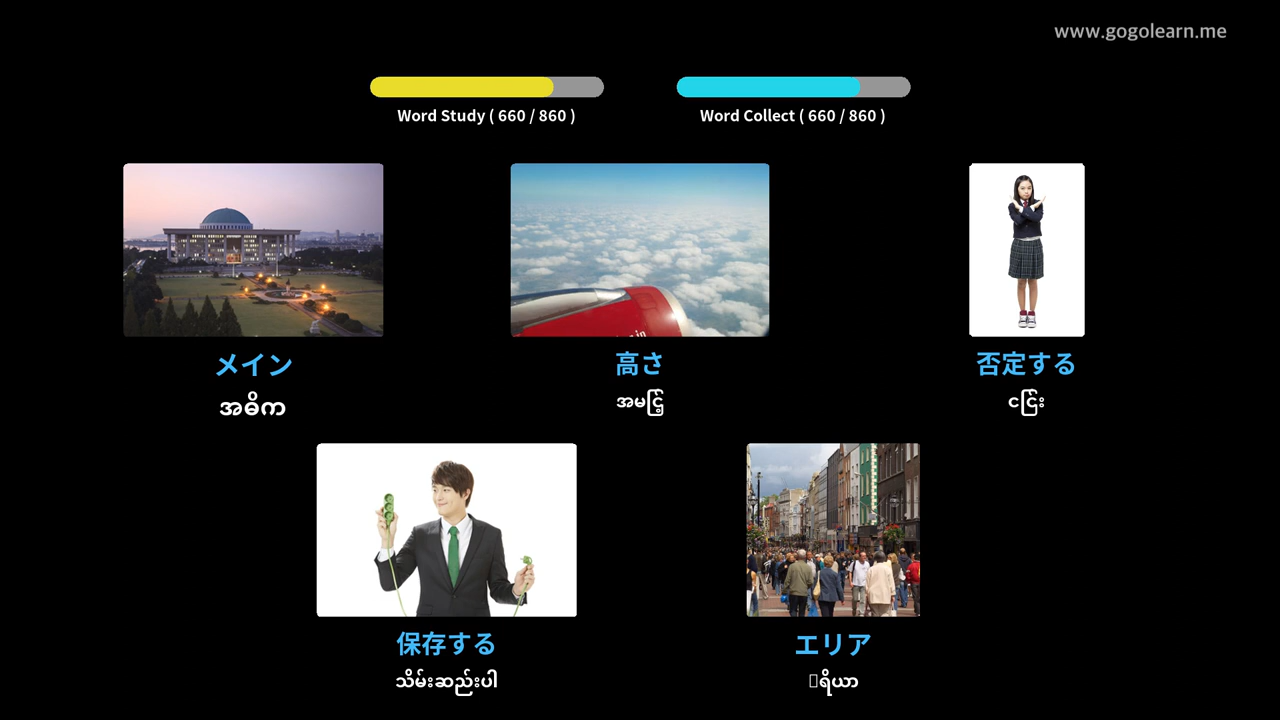 www.gogolearn.me
Word Study ( 660 / 860 )
Word Collect ( 660 / 860 )
メイン
高さ
否定する
အဓိက
အမြင့်
ငြင်း
保存する
エリア
သိမ်းဆည်းပါ
ရိယာ